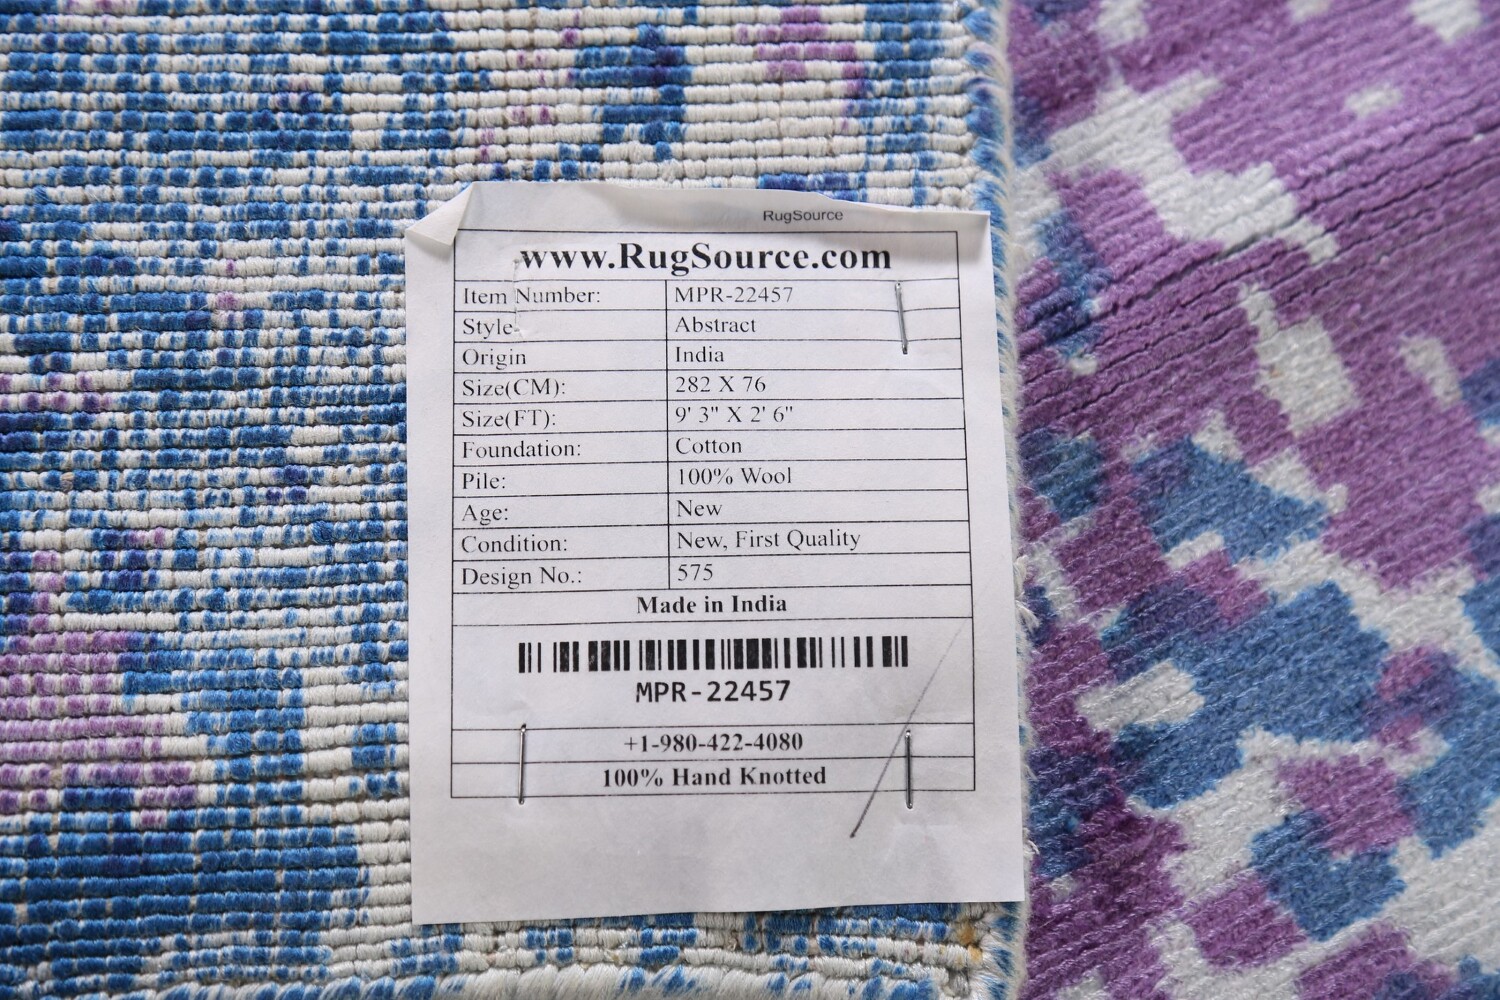 RugSource
www.RugSource.com
Item Number: MPR-22457
Style- Abstract
Origin India
Size(CM): 282 X 76
Size(FT): 9' 3" X 2' 6"
Foundation: Cotton
Pile: 100% Wool
Age: New
Condition: New, First Quality
Design No.: 575
Made in India
MPR-22457
+1-980-422-4080
100% Hand Knotted